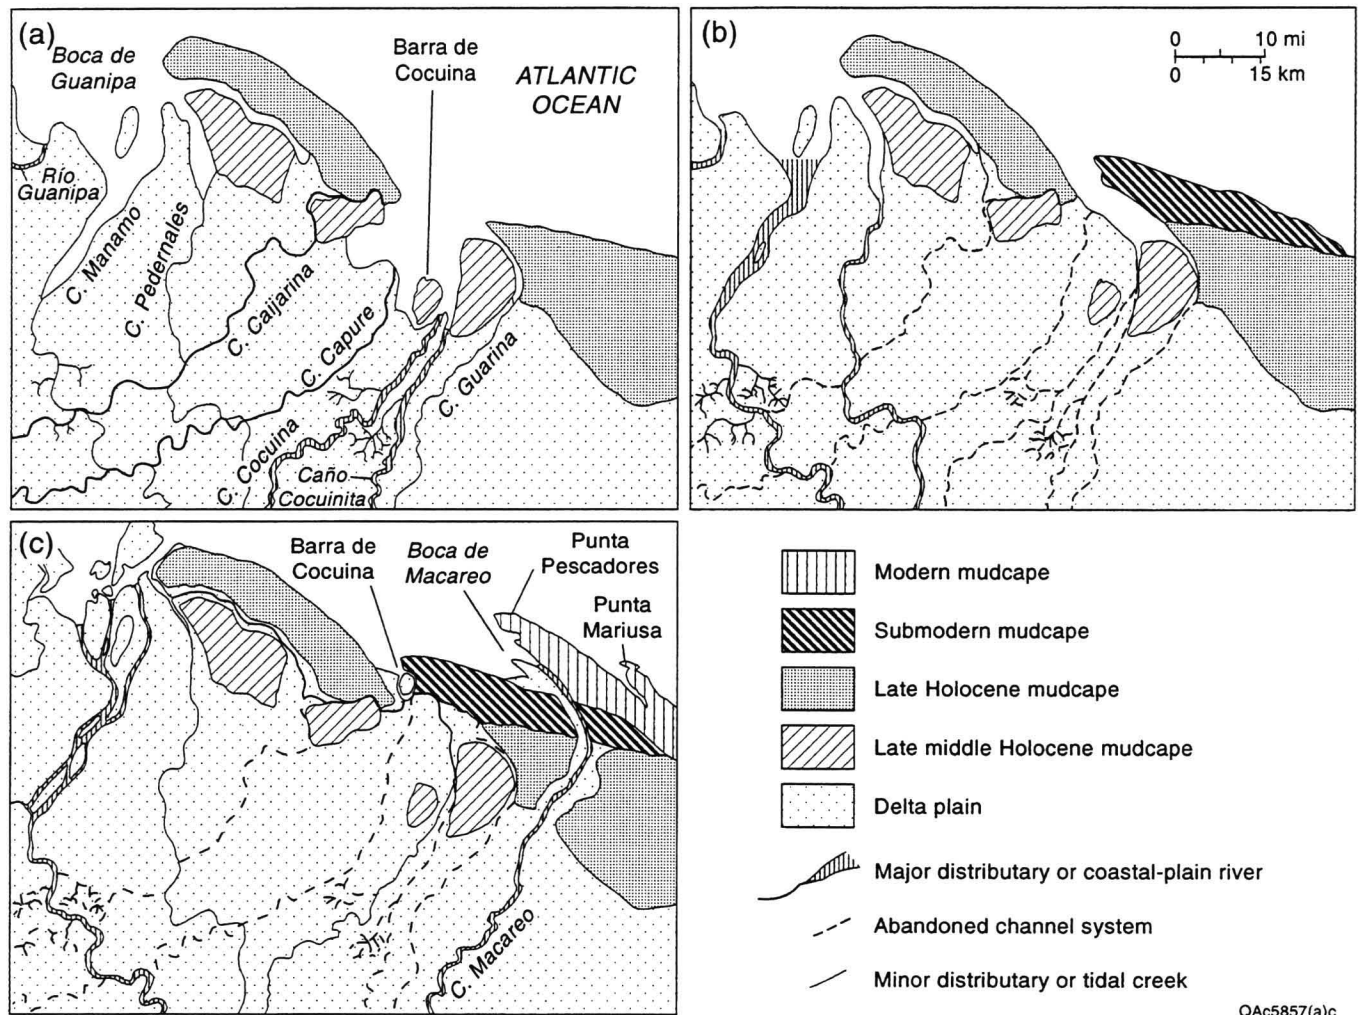 (a)
Boca de
Guanipa
Barra de
Cocuina
ATLANTIC
OCEAN
Río
Guanipa
C. Manamo
C. Pedernales
C. Caijarina
C. Capure
C. Guarina
C. Cocuina
Caño
Cocuinita
(b)
0 10 mi
0 15 km
(c)
Barra de
Cocuina
Boca de
Macareo
Punta
Pescadores
Punta
Mariusa
C. Macareo
Modern mudcape
Submodern mudcape
Late Holocene mudcape
Late middle Holocene mudcape
Delta plain
Major distributary or coastal-plain river
Abandoned channel system
Minor distributary or tidal creek
QAc5857(a)c